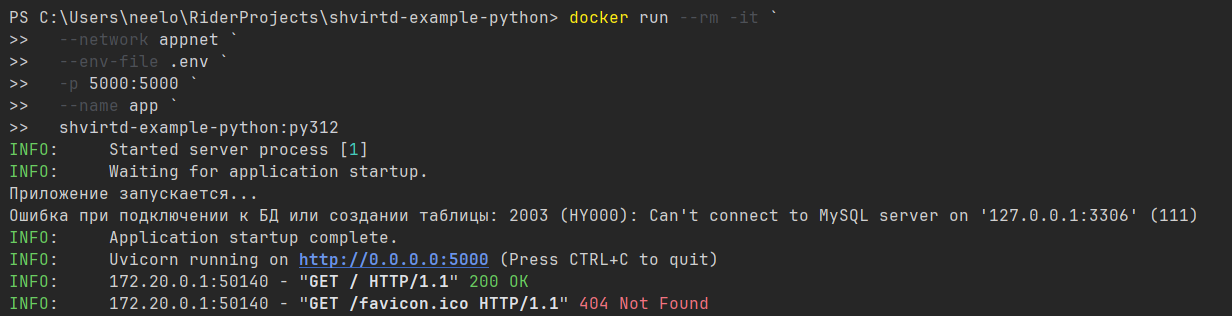 PS C:\Users\neelo\RiderProjects\shvirtd-example-python> docker run --rm -it `
>>   --network appnet `
>>   --env-file .env `
>>   -p 5000:5000 `
>>   --name app `
>>   shvirtd-example-python:py312
INFO:     Started server process [1]
INFO:     Waiting for application startup.
Приложение запускается...
Ошибка при подключении к БД или создании таблицы: 2003 (HY000): Can't connect to MySQL server on '127.0.0.1:3306' (111)
INFO:     Application startup complete.
INFO:     Uvicorn running on http://0.0.0.0:5000 (Press CTRL+C to quit)
INFO:     172.20.0.1:50140 - "GET / HTTP/1.1" 200 OK
INFO:     172.20.0.1:50140 - "GET /favicon.ico HTTP/1.1" 404 Not Found